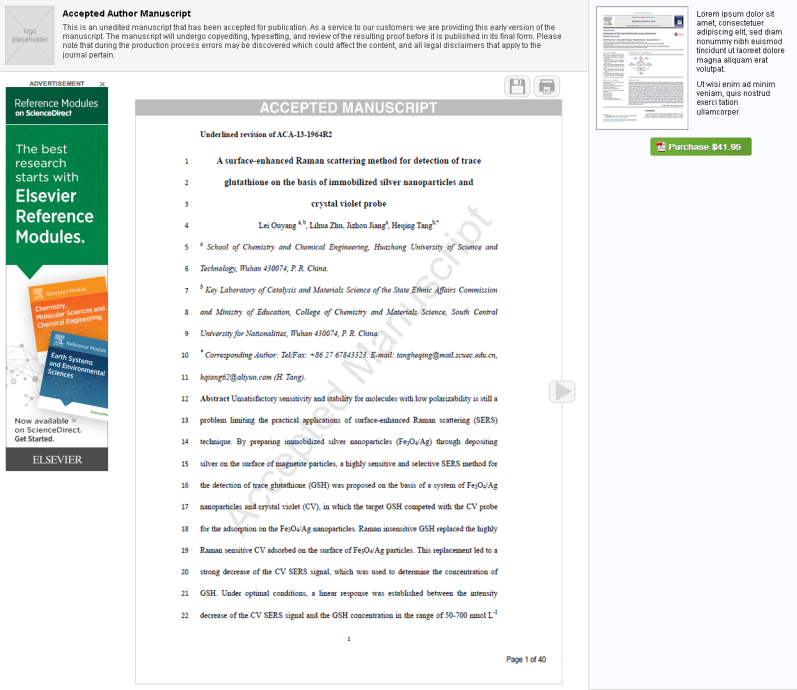 logo
placeholder
Accepted Author Manuscript
This is an unedited manuscript that has been accepted for publication. As a service to our customers we are providing this early version of the
manuscript. The manuscript will undergo copyediting, typesetting, and review of the resulting proof before it is published in its final form. Please
note that during the production process errors may be discovered which could affect the content, and all legal disclaimers that apply to the
journal pertain.
ADVERTISEMENT ×
Reference Modules
on ScienceDirect
The best
research
starts with
Elsevier
Reference
Modules.
Reference Module
Chemistry,
Molecular Sciences and
Chemical Engineering
Reference Module
Earth Systems
and Environmental
Sciences
Now available
on ScienceDirect.
Get Started.
ELSEVIER
ACCEPTED MANUSCRIPT
Underlined revision of ACA-13-1964R2
1 A surface-enhanced Raman scattering method for detection of trace
2 glutathione on the basis of immobilized silver nanoparticles and
3 crystal violet probe
4 Lei Ouyang a, b, Lihua Zhu, Jizhou Jiang a, Heqing Tang b,*
5 a School of Chemistry and Chemical Engineering, Huazhong University of Science and
6 Technology, Wuhan 430074, P. R. China.
7 b Key Laboratory of Catalysis and Materials Science of the State Ethnic Affairs Commission
8 and Ministry of Education, College of Chemistry and Materials Science, South Central
9 University for Nationalities, Wuhan 430074, P. R. China.
10 * Corresponding Author: Tel/Fax: +86 27 67843323. E-mail: tangheqing@mail.scuec.edu.cn,
11 hqtang62@aliyun.com (H. Tang).
12 Abstract Unsatisfactory sensitivity and stability for molecules with low polarizability is still a
13 problem limiting the practical applications of surface-enhanced Raman scattering (SERS)
14 technique. By preparing immobilized silver nanoparticles (Fe3O4/Ag) through depositing
15 silver on the surface of magnetite particles, a highly sensitive and selective SERS method for
16 the detection of trace glutathione (GSH) was proposed on the basis of a system of Fe3O4/Ag
17 nanoparticles and crystal violet (CV), in which the target GSH competed with the CV probe
18 for the adsorption on the Fe3O4/Ag nanoparticles. Raman insensitive GSH replaced the highly
19 Raman sensitive CV adsorbed on the surface of Fe3O4/Ag particles. This replacement led to a
20 strong decrease of the CV SERS signal, which was used to determine the concentration of
21 GSH. Under optimal conditions, a linear response was established between the intensity
22 decrease of the CV SERS signal and the GSH concentration in the range of 50-700 nmol L-1
Accepted Manuscript
1
Page 1 of 40
Lorem ipsum dolor sit
amet, consectetuer
adipiscing elit, sed diam
nonummy nibh euismod
tincidunt ut laoreet dolore
magna aliquam erat
volutpat.
Ut wisi enim ad minim
veniam, quis nostrud
exerci tation
ullamcorper.
Purchase $41.95